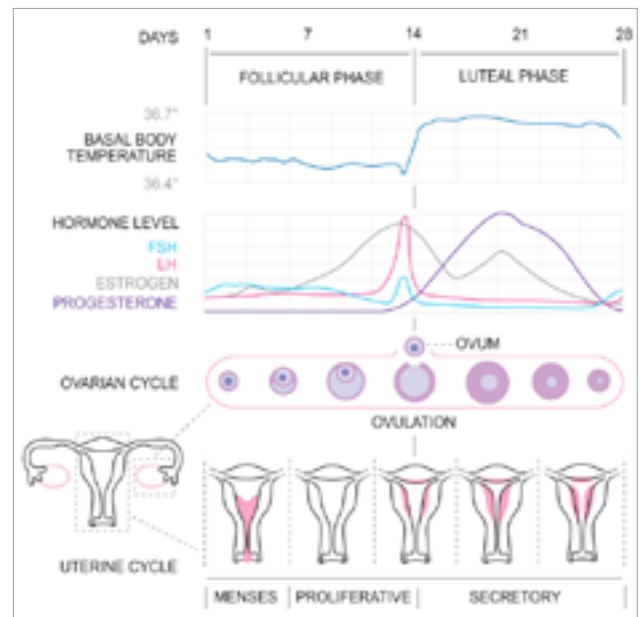 DAYS 1 7 14 21 28
FOLLICULAR PHASE LUTEAL PHASE
36.7°
BASAL BODY
TEMPERATURE
36.4°
HORMONE LEVEL
FSH
LH
ESTROGEN
PROGESTERONE
OVUM
OVARIAN CYCLE
OVULATION
UTERINE CYCLE
MENSES PROLIFERATIVE SECRETORY